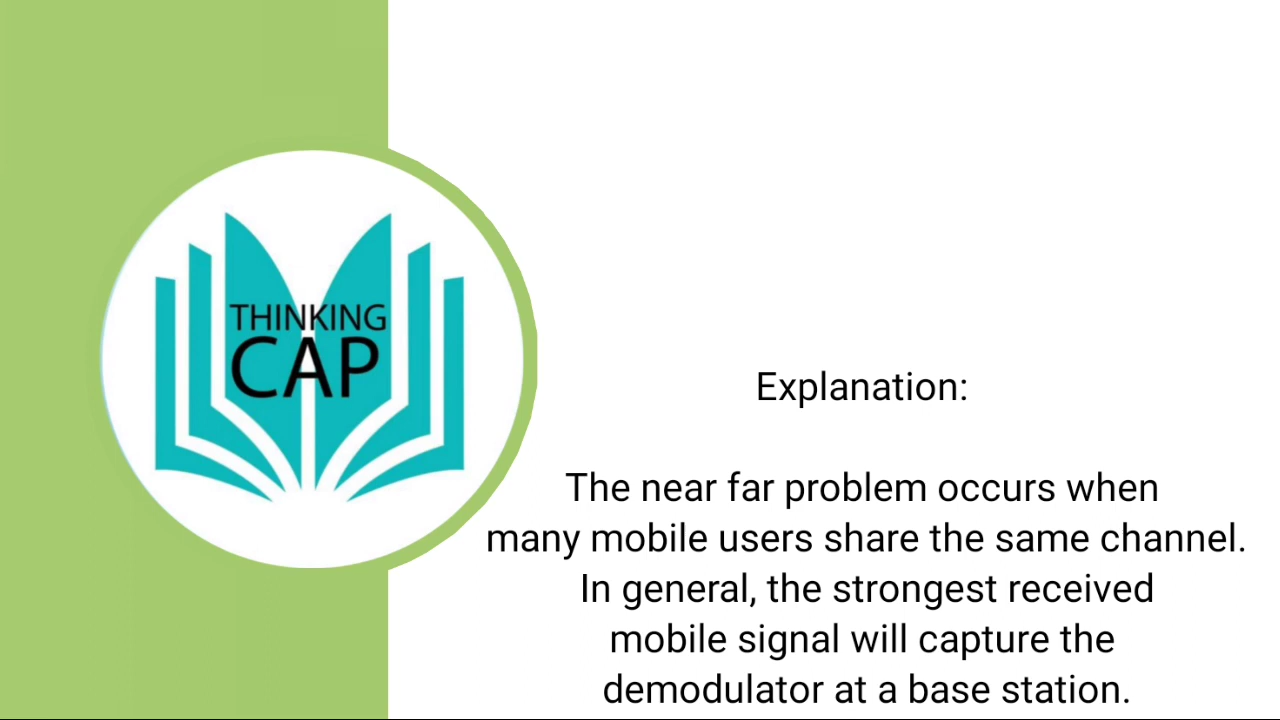 THINKING
CAP
Explanation:
The near far problem occurs when
many mobile users share the same channel.
In general, the strongest received
mobile signal will capture the
demodulator at a base station.